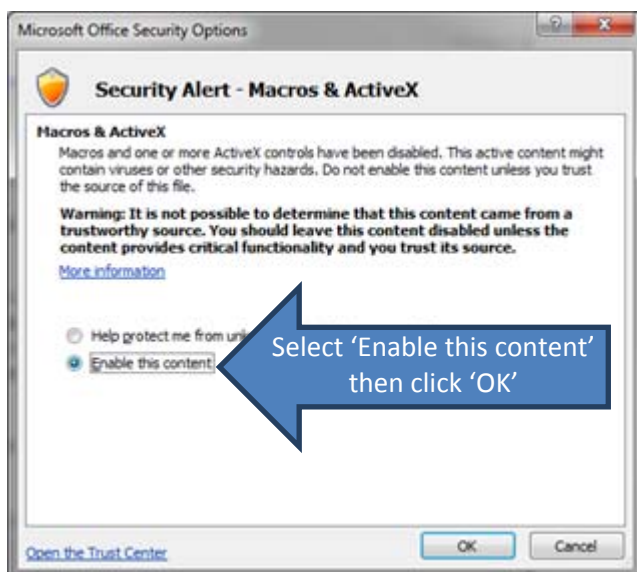 Microsoft Office Security Options
Security Alert - Macros & ActiveX
Macros & ActiveX
Macros and one or more ActiveX controls have been disabled. This active content might
contain viruses or other security hazards. Do not enable this content unless you trust
the source of this file.
Warning: It is not possible to determine that this content came from a
trustworthy source. You should leave this content disabled unless the
content provides critical functionality and you trust its source.
More information
Help protect me from
Enable this content
Select ‘Enable this content’
then click ‘OK’
Open the Trust Center
OK
Cancel